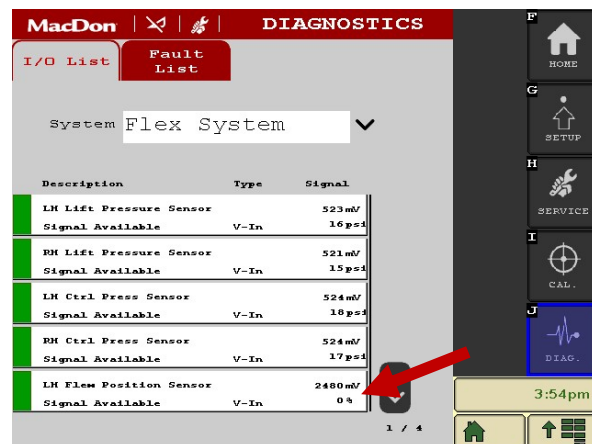 MacDon DIAGNOSTICS
I/O List
Fault List
System Flex System
Description Type Signal
LH Lift Pressure Sensor 523mV
Signal Available V-In 16psi
RH Lift Pressure Sensor 521mV
Signal Available V-In 15psi
LH Ctrl Press Sensor 524mV
Signal Available V-In 18psi
RH Ctrl Press Sensor 524mV
Signal Available V-In 17psi
LH Flex Position Sensor 2480mV
Signal Available V-In 0%
1 / 4
F
HOME
G
SETUP
H
SERVICE
I
CAL.
J
DIAG.
3:54pm